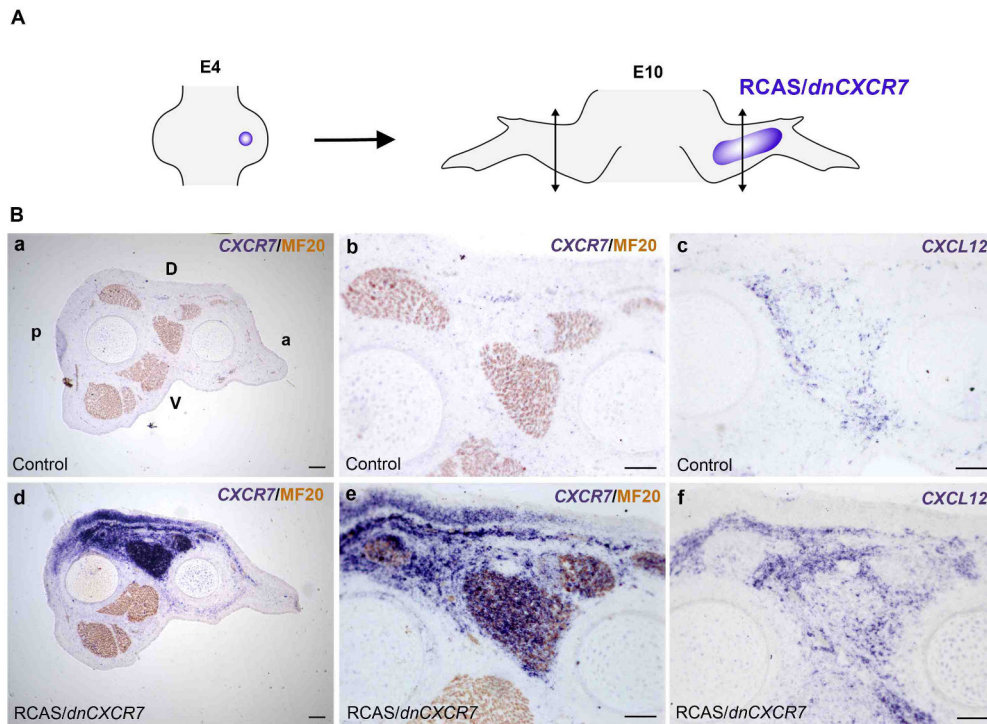 A
E4
E10
RCAS/dnCXCR7
B
a
CXCR7/MF20
D
p
a
V
Control
b
CXCR7/MF20
c
CXCL12
Control
Control
d
CXCR7/MF20
RCAS/dnCXCR7
e
CXCR7/MF20
RCAS/dnCXCR7
f
CXCL12
RCAS/dnCXCR7